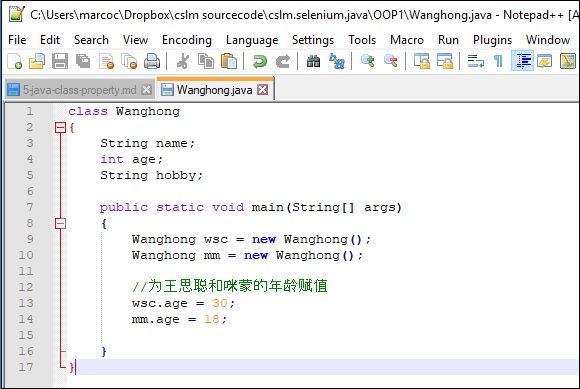 C:\Users\marcoc\Dropbox\cslm sourcecode\cslm.selenium.java\OOP1\Wanghong.java - Notepad++ [A
File Edit Search View Encoding Language Settings Tools Macro Run Plugins Window
5-java-class-property.md Wanghong.java
1 class Wanghong
2 {
3 String name;
4 int age;
5 String hobby;
6
7 public static void main(String[] args)
8 {
9 Wanghong wsc = new Wanghong();
10 Wanghong mm = new Wanghong();
11
12 //为王思聪和咪蒙的年龄赋值
13 wsc.age = 30;
14 mm.age = 18;
15
16 }
17 }